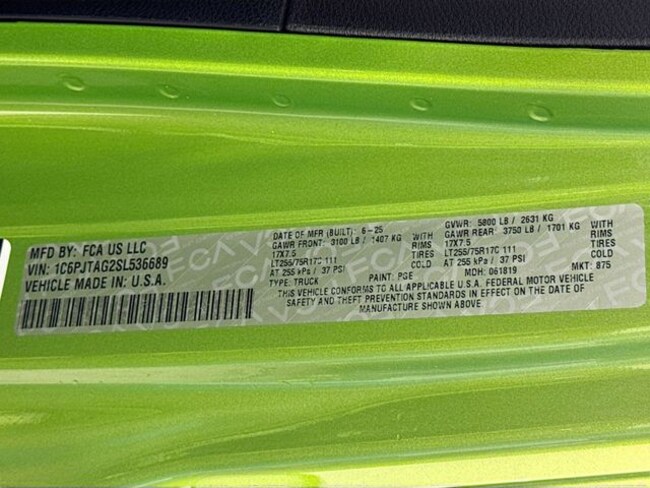 MFD BY: FCA US LLC
VIN: 1C6PJTAG2SL536689
VEHICLE MADE IN: U.S.A.
DATE OF MFR (BUILT): 6-25
GAWR FRONT: 3100 LB / 1407 KG WITH
17X7.5 RIMS
LT255/75R17C 111 TIRES
AT 255 kPa / 37 PSI COLD
TYPE: TRUCK PAINT: PGE
GVWR: 5800 LB / 2631 KG
GAWR REAR: 3750 LB / 1701 KG WITH
17X7.5 RIMS
LT255/75R17C 111 TIRES
AT 255 kPa / 37 PSI COLD
MDH: 061819 MKT: 875
THIS VEHICLE CONFORMS TO ALL APPLICABLE U.S.A. FEDERAL MOTOR VEHICLE
SAFETY AND THEFT PREVENTION STANDARDS IN EFFECT ON THE DATE OF
MANUFACTURE SHOWN ABOVE